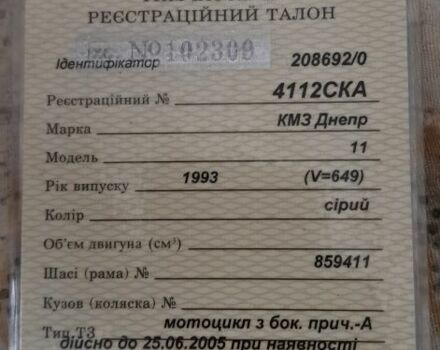 РЕЄСТРАЦІЙНИЙ ТАЛОН
№102309
Ідентифікатор 208692/0
Реєстраційний № 4112СКА
Марка КМЗ Днепр
Модель 11
Рік випуску 1993 (V=649)
Колір сірий
Об'єм двигуна (см³)
Шасі (рама) № 859411
Кузов (коляска) №
Тип ТЗ мотоцикл з бок. прич.-А
дійсно до 25.06.2005 при наявності